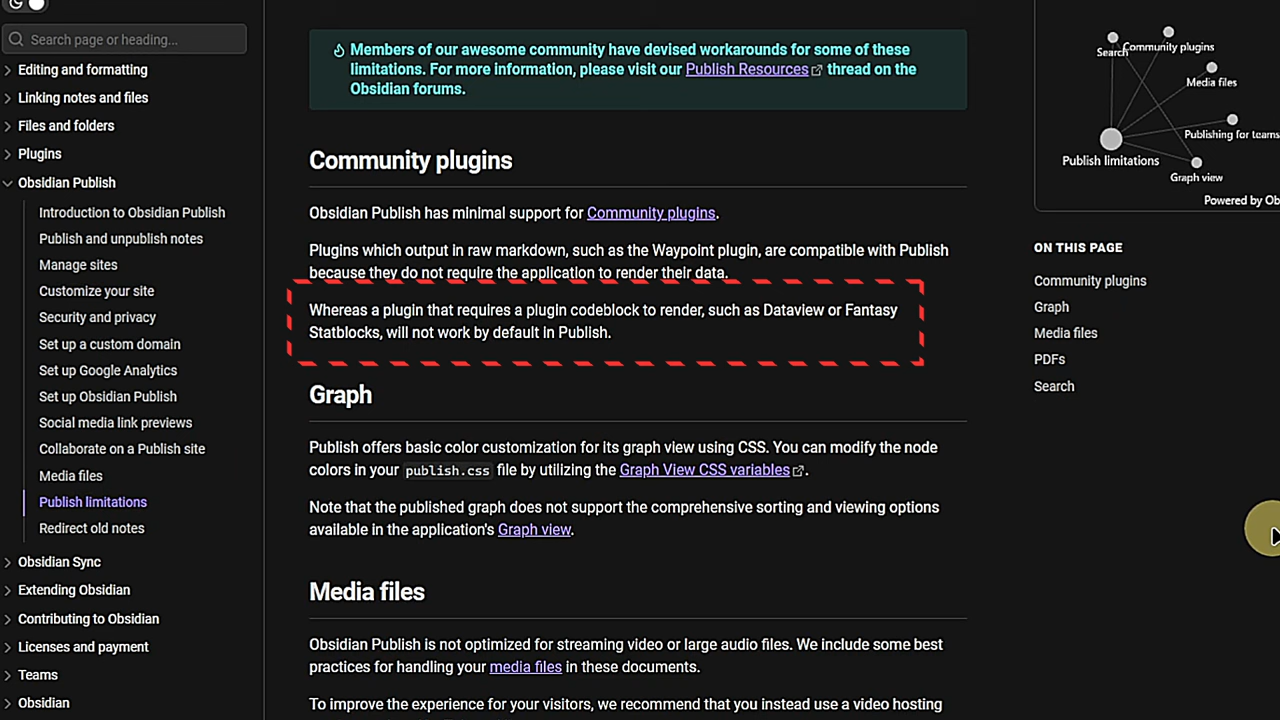 Search page or heading...
Editing and formatting
Linking notes and files
Files and folders
Plugins
Obsidian Publish
Introduction to Obsidian Publish
Publish and unpublish notes
Manage sites
Customize your site
Security and privacy
Set up a custom domain
Set up Google Analytics
Set up Obsidian Publish
Social media link previews
Collaborate on a Publish site
Media files
Publish limitations
Redirect old notes
Obsidian Sync
Extending Obsidian
Contributing to Obsidian
Licenses and payment
Teams
Obsidian
Members of our awesome community have devised workarounds for some of these
limitations. For more information, please visit our Publish Resources thread on the
Obsidian forums.
Community plugins
Obsidian Publish has minimal support for Community plugins.
Plugins which output in raw markdown, such as the Waypoint plugin, are compatible with Publish
because they do not require the application to render their data.
Whereas a plugin that requires a plugin codeblock to render, such as Dataview or Fantasy
Statblocks, will not work by default in Publish.
Graph
Publish offers basic color customization for its graph view using CSS. You can modify the node
colors in your publish.css file by utilizing the Graph View CSS variables.
Note that the published graph does not support the comprehensive sorting and viewing options
available in the application's Graph view.
Media files
Obsidian Publish is not optimized for streaming video or large audio files. We include some best
practices for handling your media files in these documents.
To improve the experience for your visitors, we recommend that you instead use a video hosting
Search
Community plugins
Media files
Publishing for teams
Publish limitations
Graph view
Powered by Ob
ON THIS PAGE
Community plugins
Graph
Media files
PDFs
Search